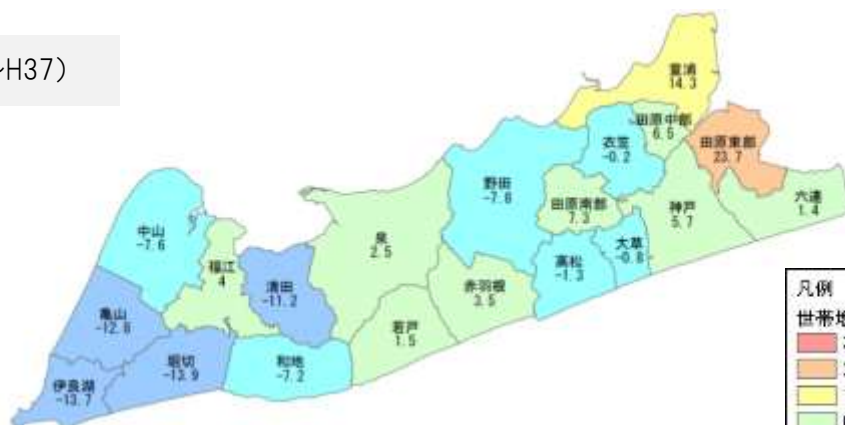 ~H37)
童浦
14.3
田原中部
6.5
田原東部
23.7
衣笠
-0.2
野田
-7.8
田原南部
7.3
神戸
5.7
六連
1.4
中山
-7.6
泉
2.5
大草
-0.8
高松
-1.3
福江
4
清田
-11.2
赤羽根
3.5
亀山
-12.8
若戸
1.5
堀切
-13.9
和地
-7.2
伊良湖
-13.7
凡例
世帯増